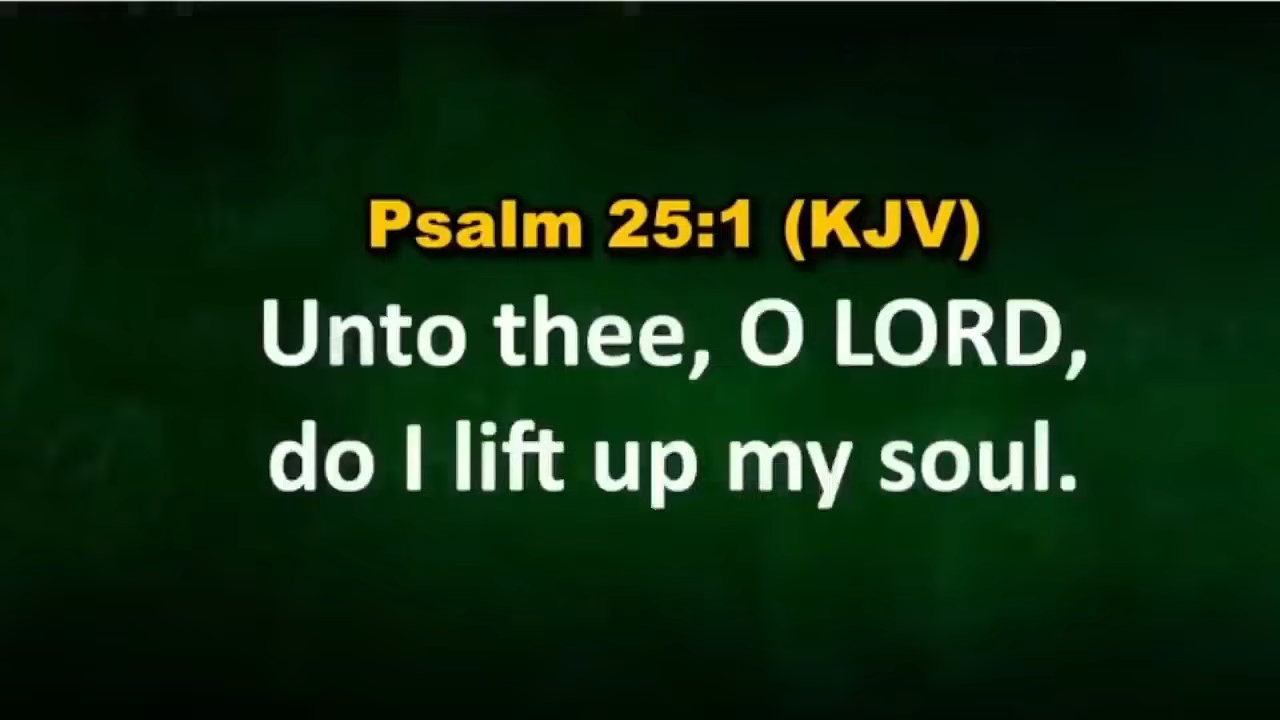 Psalm 25:1 (KJV)
Unto thee, O LORD,
do I lift up my soul.